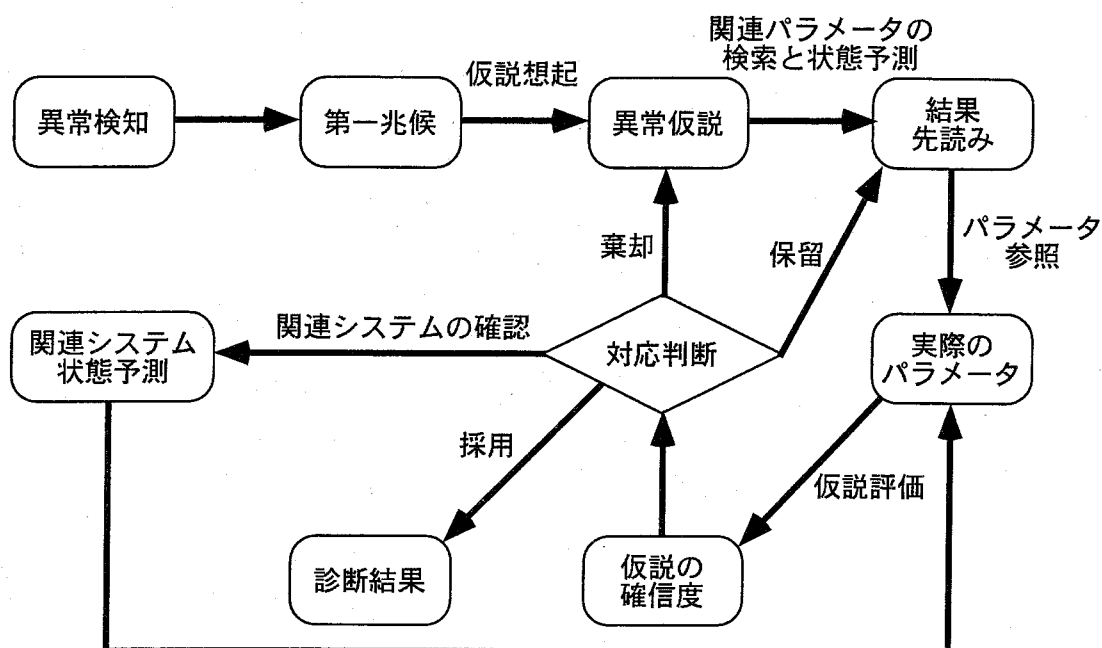 関連パラメータの
検索と状態予測
仮説想起
異常検知
第一兆候
異常仮説
結果
先読み
棄却
保留
パラメータ
参照
関連システムの確認
関連システム
状態予測
対応判断
実際の
パラメータ
採用
仮説評価
診断結果
仮説の
確信度